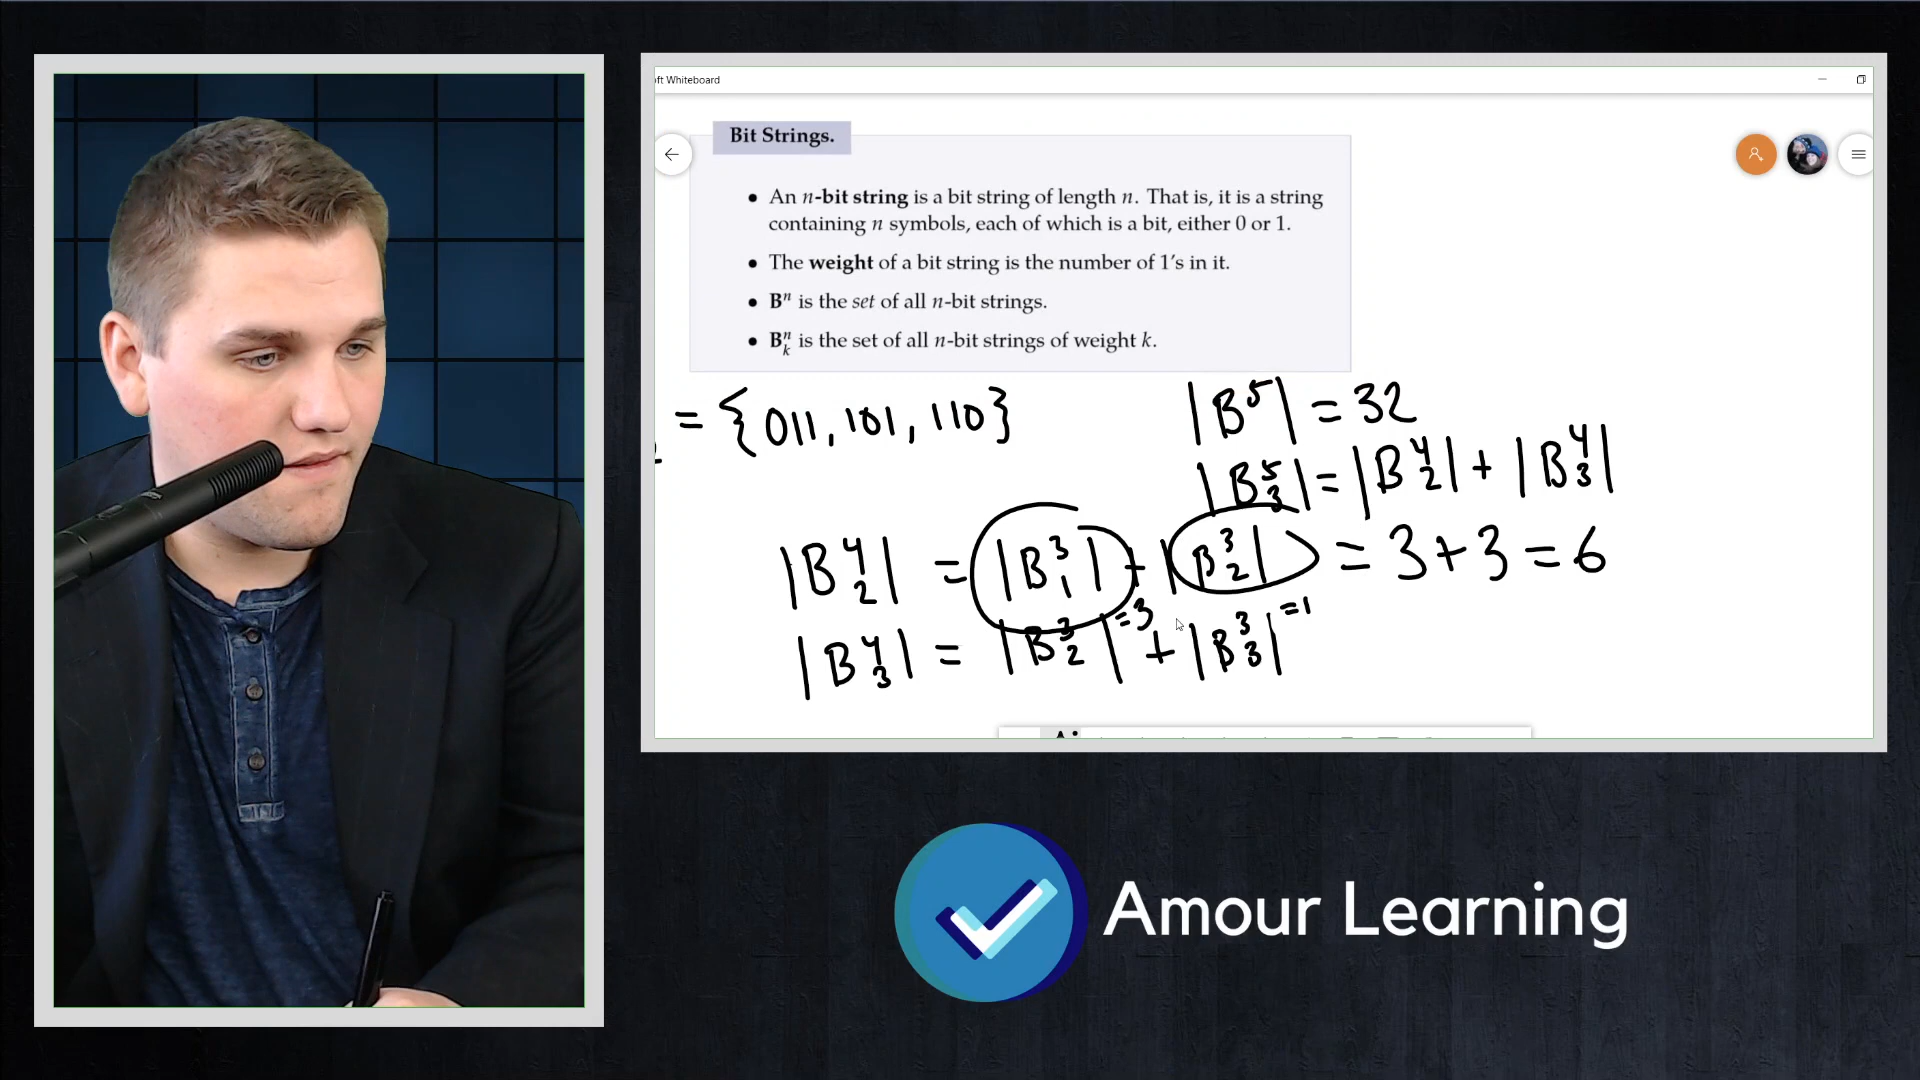 oft Whiteboard
Bit Strings.
• An n-bit string is a bit string of length n. That is, it is a string
containing n symbols, each of which is a bit, either 0 or 1.
• The weight of a bit string is the number of 1's in it.
• Bⁿ is the set of all n-bit strings.
• Bⁿₖ is the set of all n-bit strings of weight k.
= {011, 101, 110}
|B⁵| = 32
|B⁵₃| = |B⁴₂| + |B⁴₃|
|B⁴₂| = |B³₁| + |B³₂| = 3+3 = 6
|B⁴₃| = |B³₂|=3 + |B³₃|=1
Amour Learning